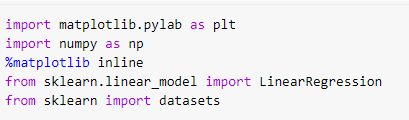 import matplotlib.pylab as plt
import numpy as np
%matplotlib inline
from sklearn.linear_model import LinearRegression
from sklearn import datasets